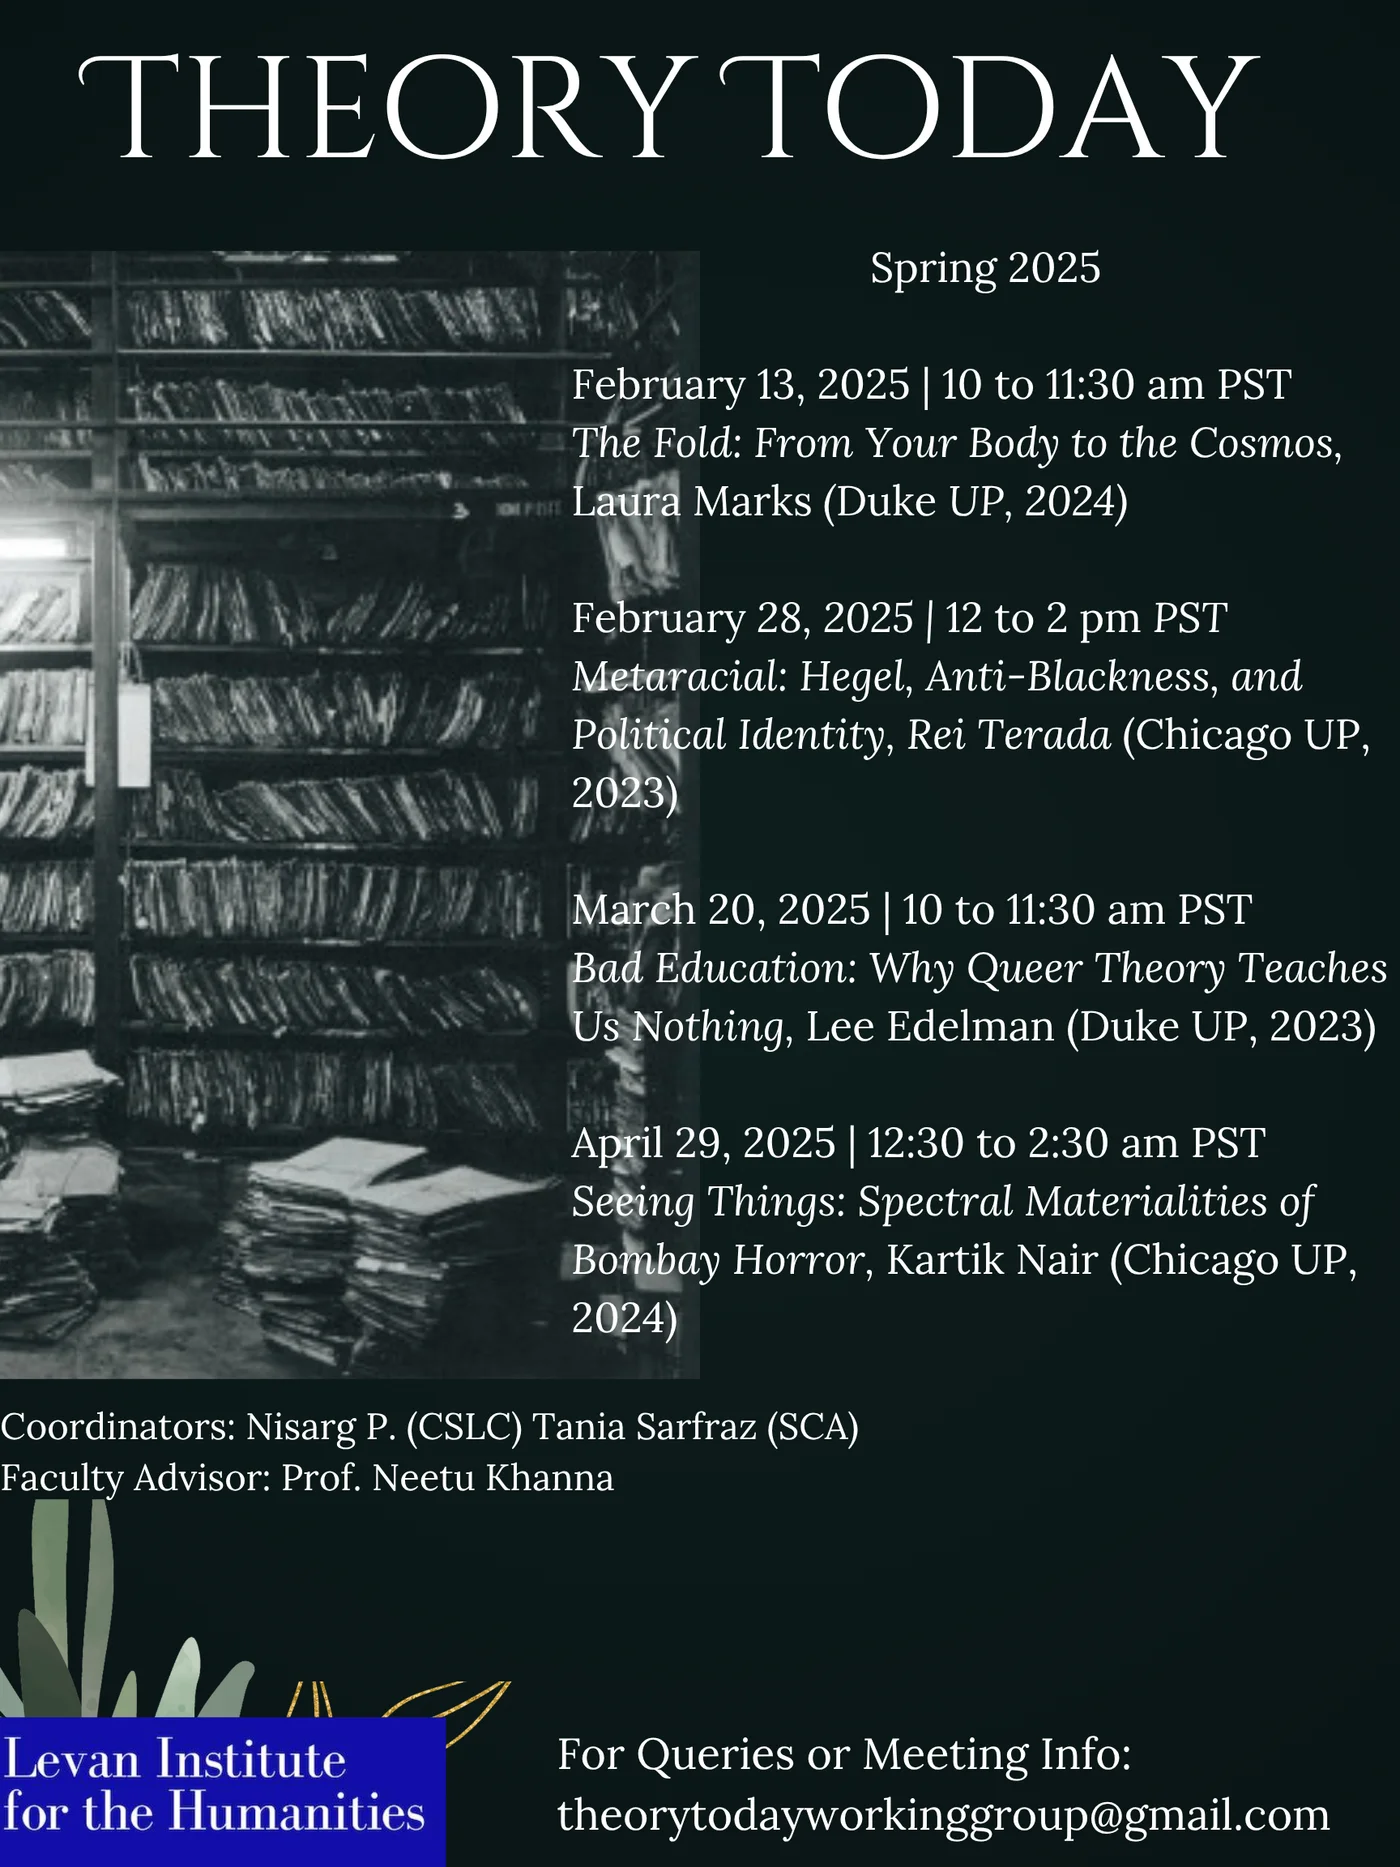 THEORY TODAY
Spring 2025
February 13, 2025 | 10 to 11:30 am PST
The Fold: From Your Body to the Cosmos,
Laura Marks (Duke UP, 2024)
February 28, 2025 | 12 to 2 pm PST
Metaracial: Hegel, Anti-Blackness, and
Political Identity, Rei Terada (Chicago UP,
2023)
March 20, 2025 | 10 to 11:30 am PST
Bad Education: Why Queer Theory Teaches
Us Nothing, Lee Edelman (Duke UP, 2023)
April 29, 2025 | 12:30 to 2:30 am PST
Seeing Things: Spectral Materialities of
Bombay Horror, Kartik Nair (Chicago UP,
2024)
Coordinators: Nisarg P. (CSLC) Tania Sarfraz (SCA)
Faculty Advisor: Prof. Neetu Khanna
Levan Institute
for the Humanities
For Queries or Meeting Info:
theorytodayworkinggroup@gmail.com